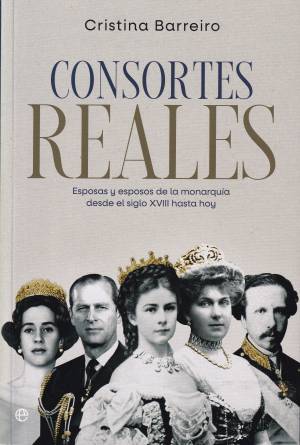 Cristina Barreiro
CONSORTES
REALES
Esposas y esposos de la monarquía
desde el siglo XVIII hasta hoy
e